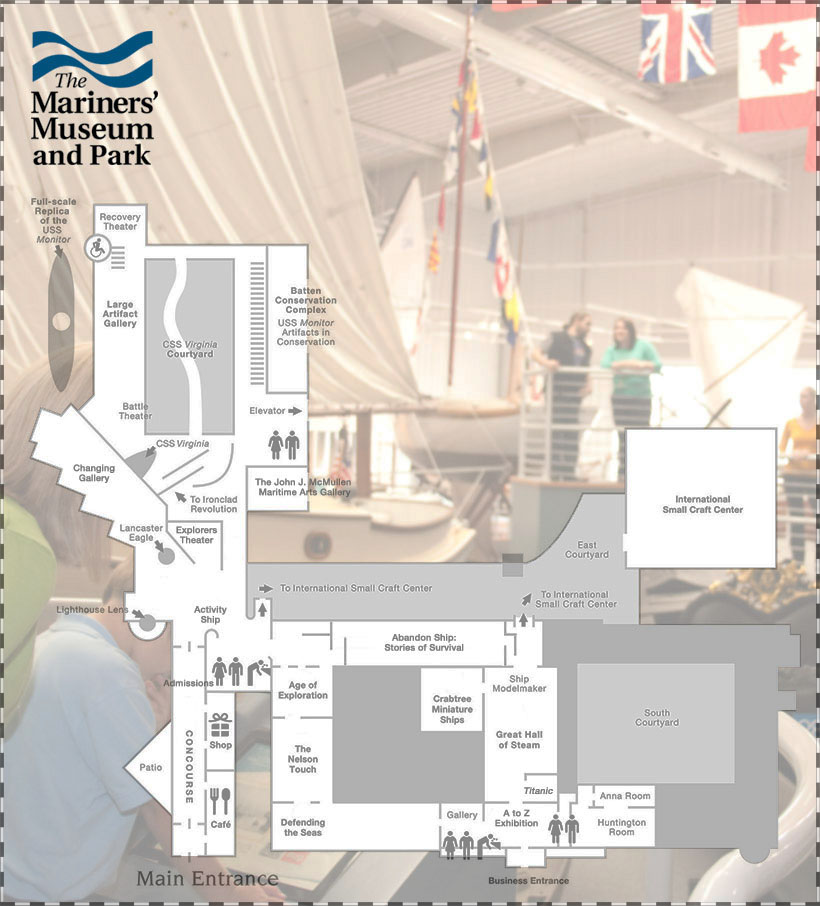 The
Mariners'
Museum
and Park
Full-scale
Replica
of the
USS
Monitor
Recovery
Theater
Large
Artifact
Gallery
CSS Virginia
Courtyard
Batten
Conservation
Complex
USS Monitor
Artifacts in
Conservation
Battle
Theater
Elevator
CSS Virginia
Changing
Gallery
The John J. McMullen
Maritime Arts Gallery
To Ironclad
Revolution
International
Small Craft Center
Lancaster
Eagle
Explorers
Theater
East
Courtyard
To International Small Craft Center
To International
Small Craft Center
Lighthouse Lens
Activity
Ship
Abandon Ship:
Stories of Survival
Admissions
Age of
Exploration
Crabtree
Miniature
Ships
Ship
Modelmaker
Great Hall
of Steam
South
Courtyard
CONCOURSE
Shop
The
Nelson
Touch
Patio
Titanic
Anna Room
Café
Defending
the Seas
Gallery
A to Z
Exhibition
Huntington
Room
Main Entrance
Business Entrance